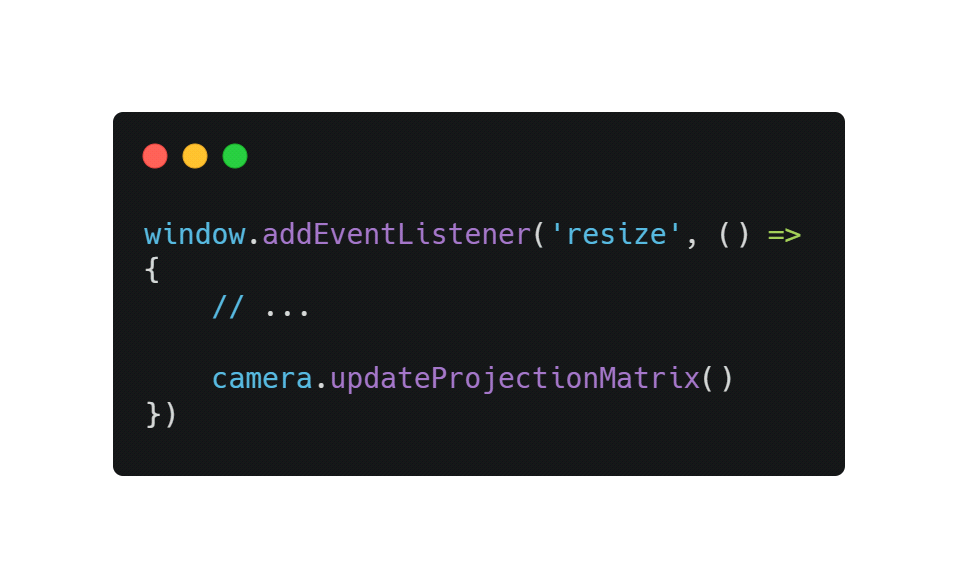 window.addEventListener('resize', () =>
{
    // ...

    camera.updateProjectionMatrix()
})